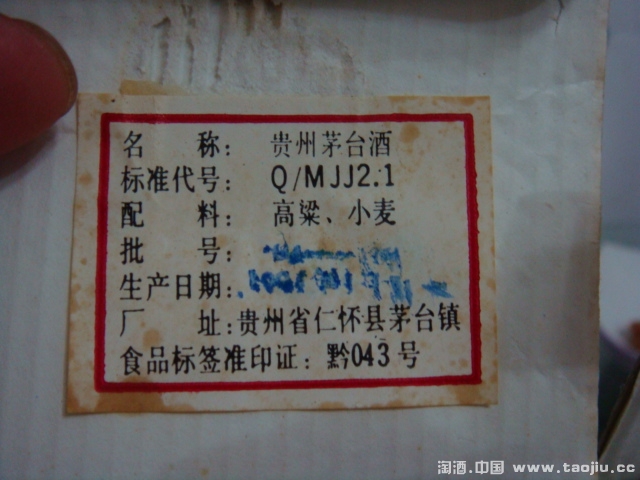 名　　称：贵州茅台酒
标准代号：Q/MJJ2.1
配　　料：高粱、小麦
批　　号：
生产日期：
厂　　址：贵州省仁怀县茅台镇
食品标签准印证：黔043号
淘酒.中国 www.taojiu.cc